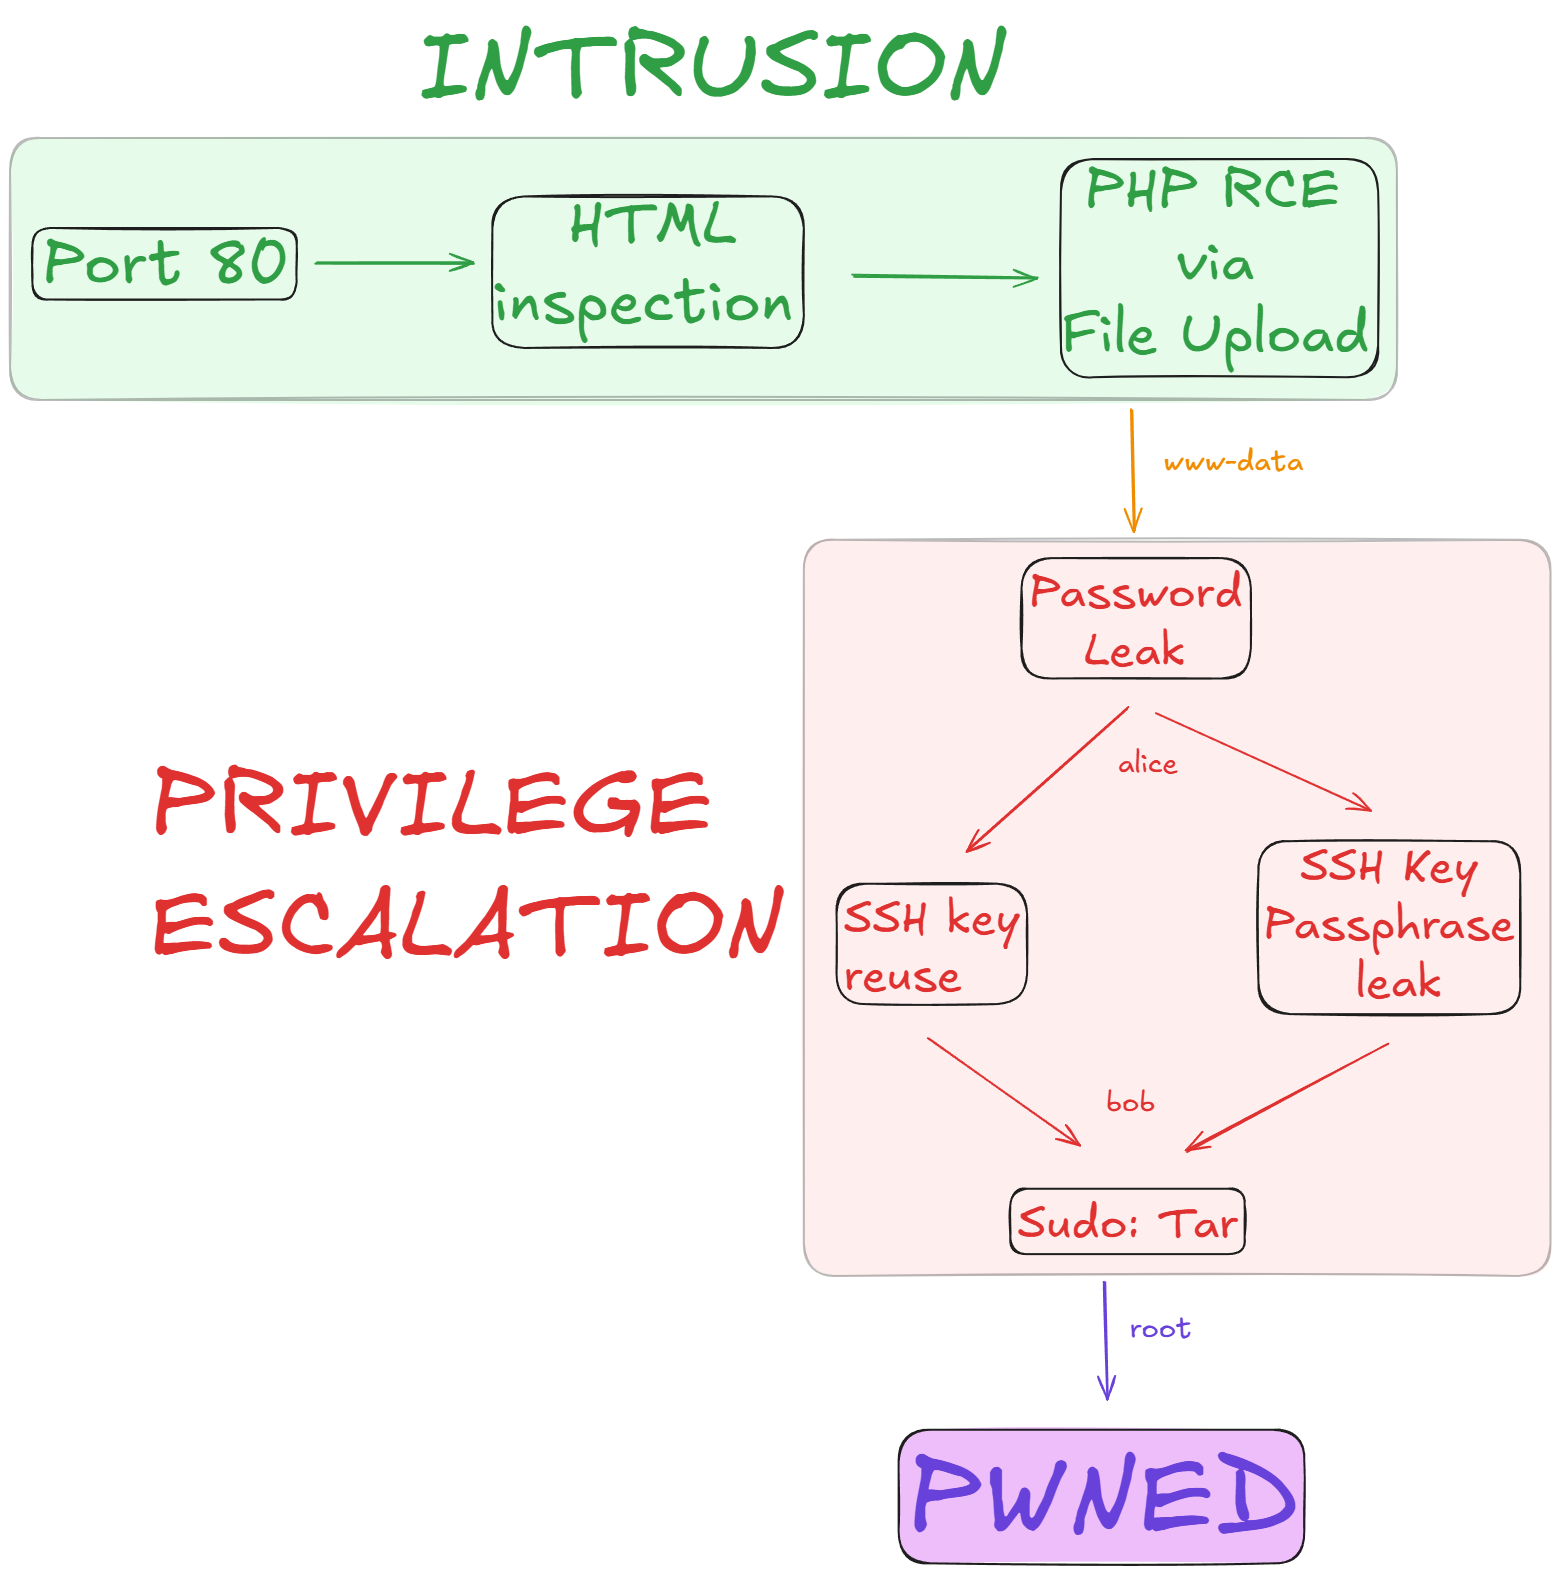 INTRUSION
Port 80
HTML
inspection
PHP RCE
via
File Upload
www-data
Password
Leak
alice
PRIVILEGE
ESCALATION
SSH key
reuse
SSH Key
Passphrase
leak
bob
Sudo: Tar
root
PWNED